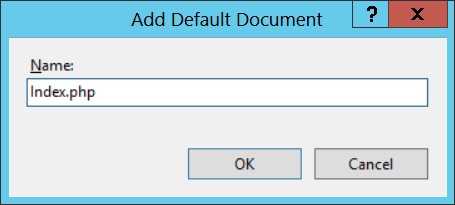 Add Default Document
?
X
Name:
Index.php
OK
Cancel